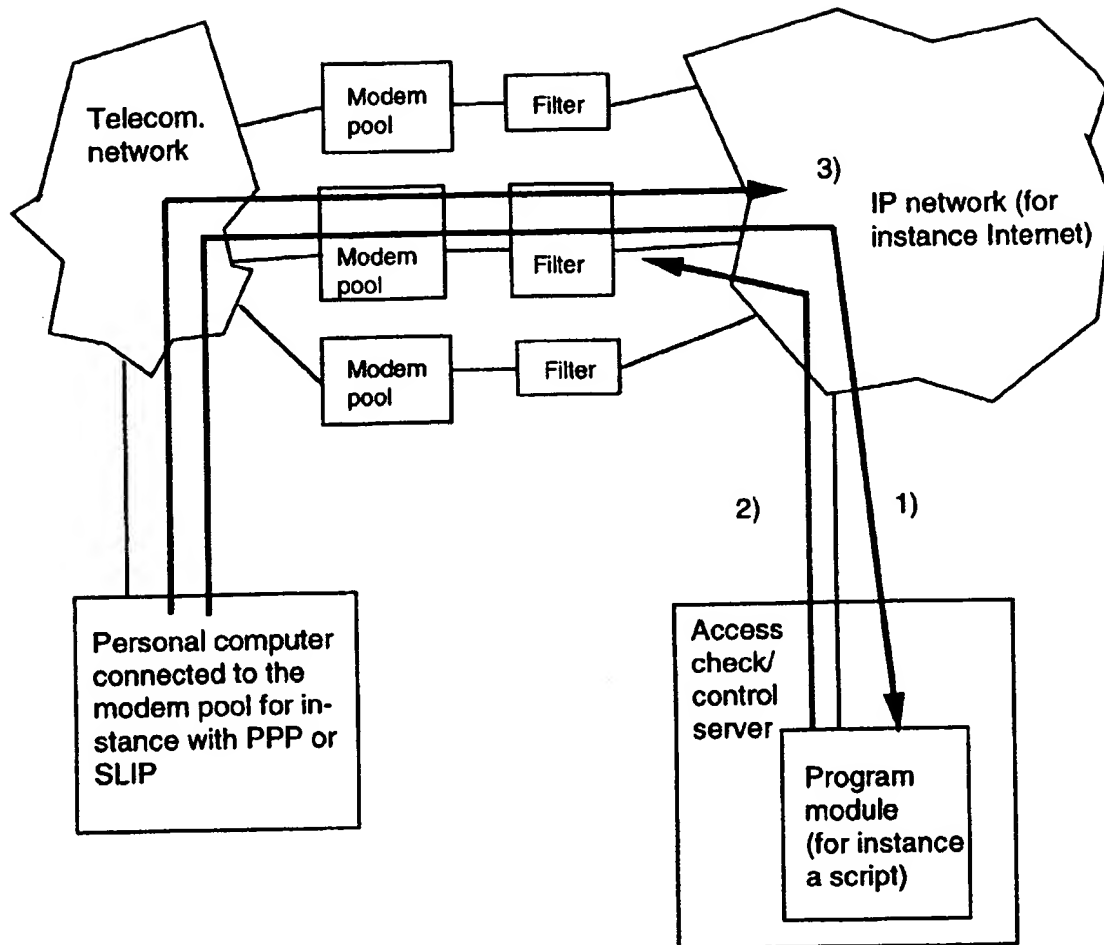 Modem
pool
Filter
Telecom.
network
3)
IP network (for
instance Internet)
Modem
pool
Filter
Modem
pool
Filter
2)
1)
Personal computer
connected to the
modem pool for in-
stance with PPP or
SLIP
Access
check/
control
server
Program
module
(for instance
a script)